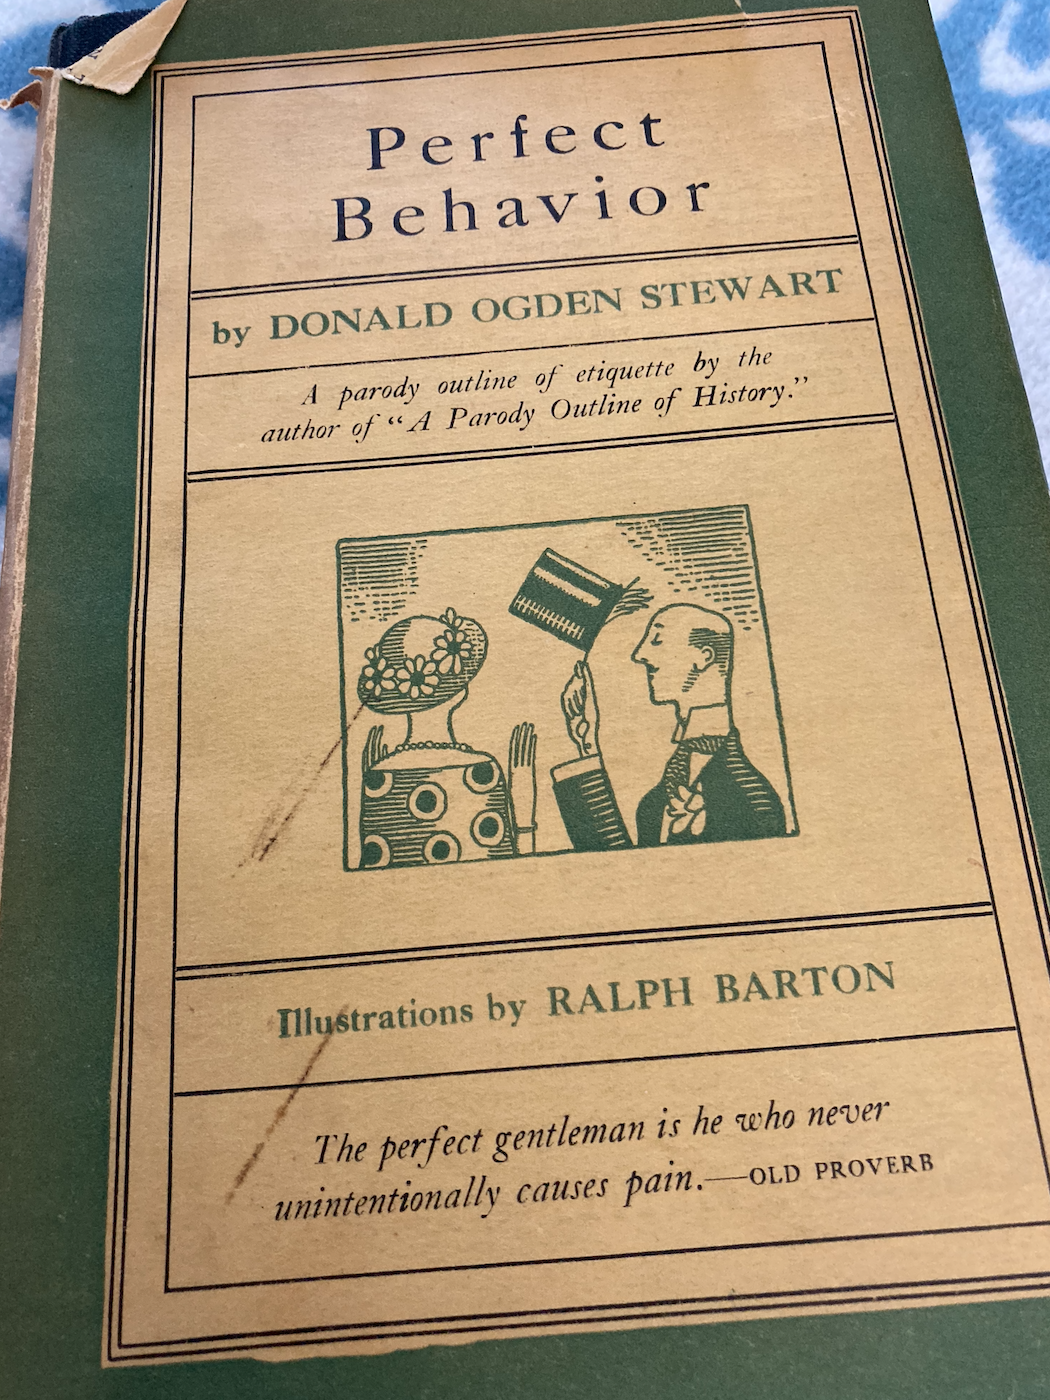 Perfect
Behavior
by DONALD OGDEN STEWART
A parody outline of etiquette by the
author of "A Parody Outline of History."
Illustrations by RALPH BARTON
The perfect gentleman is he who never
unintentionally causes pain.—OLD PROVERB